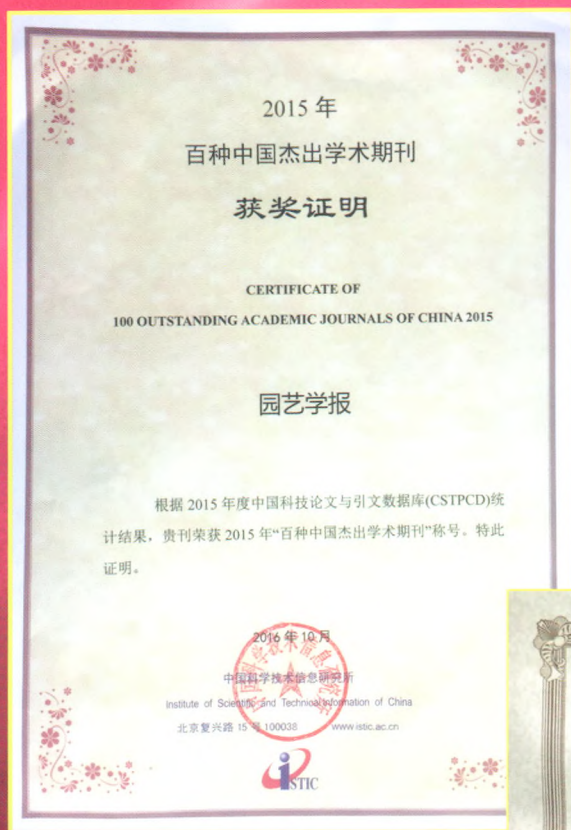 2015 年
百种中国杰出学术期刊
获奖证明
CERTIFICATE OF
100 OUTSTANDING ACADEMIC JOURNALS OF CHINA 2015
园艺学报
根据 2015 年度中国科技论文与引文数据库(CSTPCD)统
计结果，贵刊荣获 2015 年“百种中国杰出学术期刊”称号。特此
证明。
2016 年 10 月
中国科学技术信息研究所
Institute of Scientific and Technical Information of China
北京复兴路 15 号 100038 www.istic.ac.cn
ISTIC